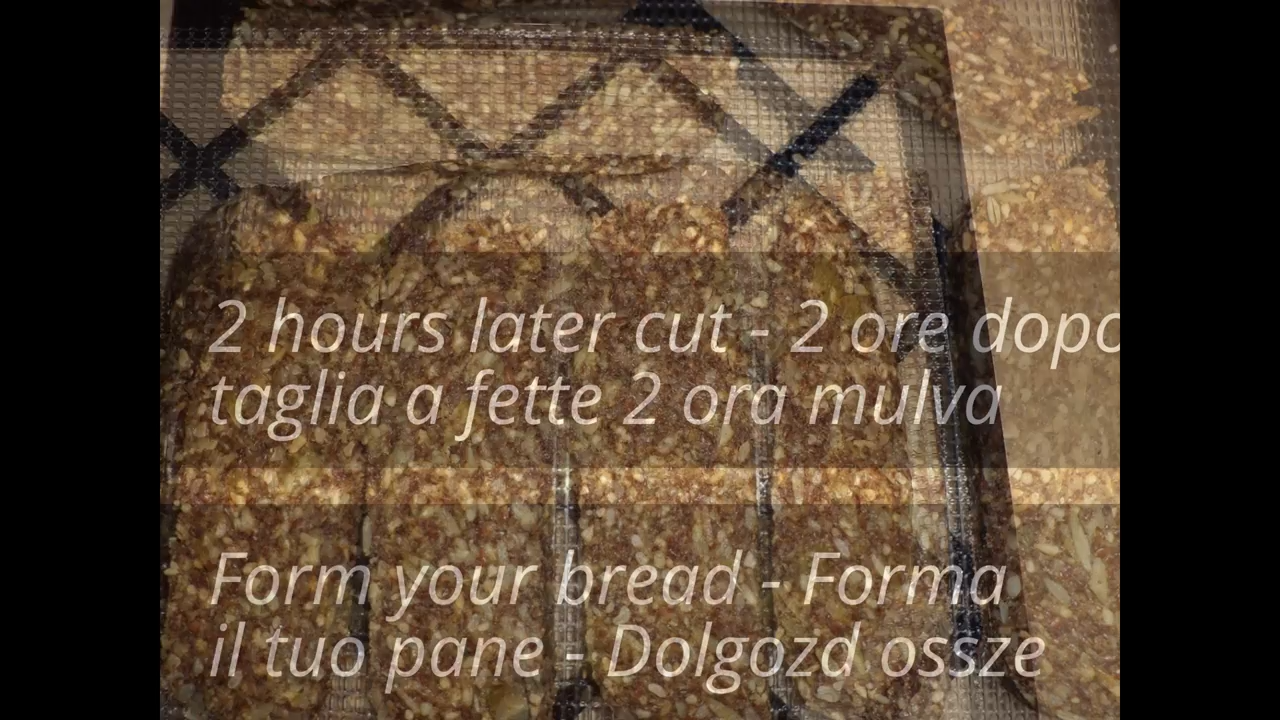 2 hours later cut - 2 ore dopo
taglia a fette 2 ora mulva
Form your bread - Forma
il tuo pane - Dolgozd ossze